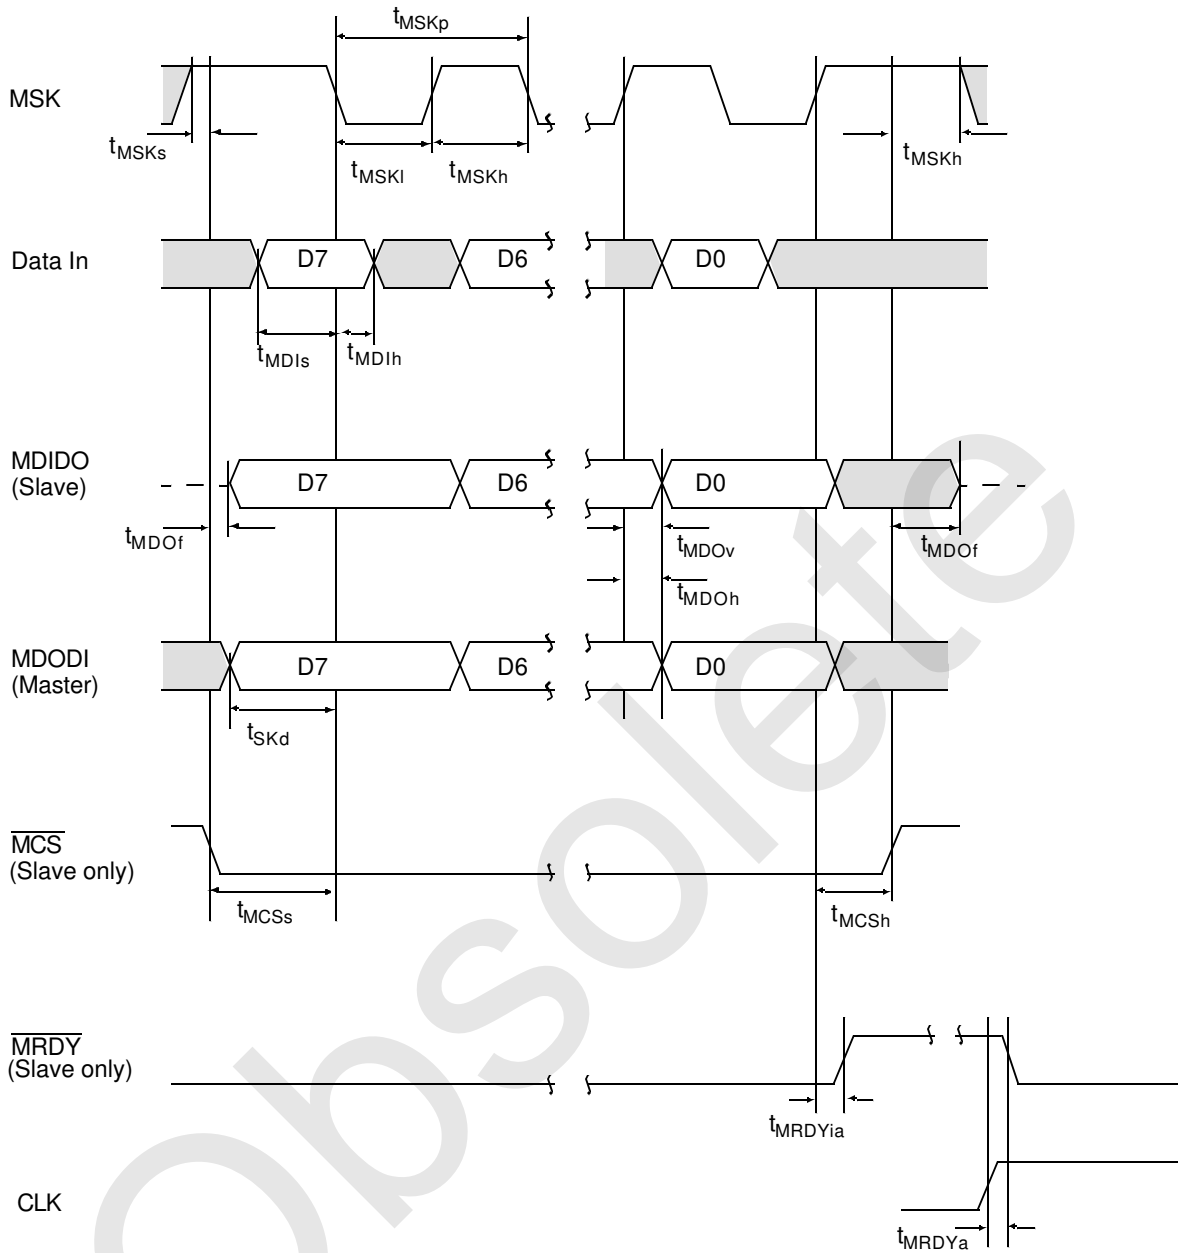 tMSKp
MSK
tMSKs
tMSKl
tMSKh
tMSKh
Data In
D7
D6
D0
tMDIs
tMDIh
MDIDO
(Slave)
D7
D6
D0
tMDOf
tMDOv
tMDOf
tMDOh
MDODI
(Master)
D7
D6
D0
tSKd
MCS
(Slave only)
tMCSs
tMCSh
MRDY
(Slave only)
tMRDYia
CLK
tMRDYa
Obsolete